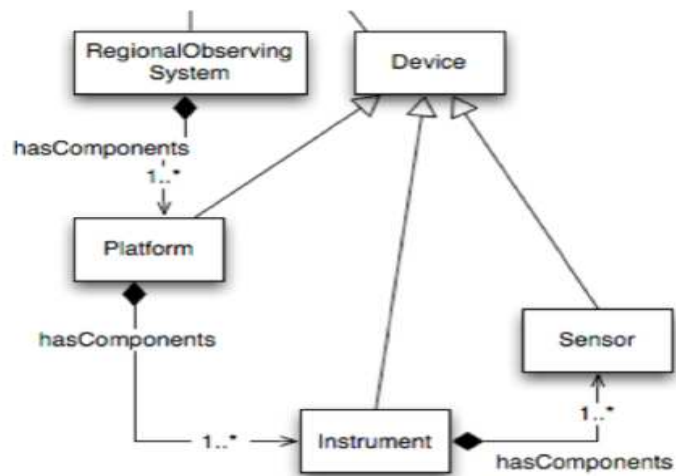 RegionalObserving
System
Device
hasComponents
1..*
Platform
hasComponents
Sensor
1..*
1..*
Instrument
hasComponents